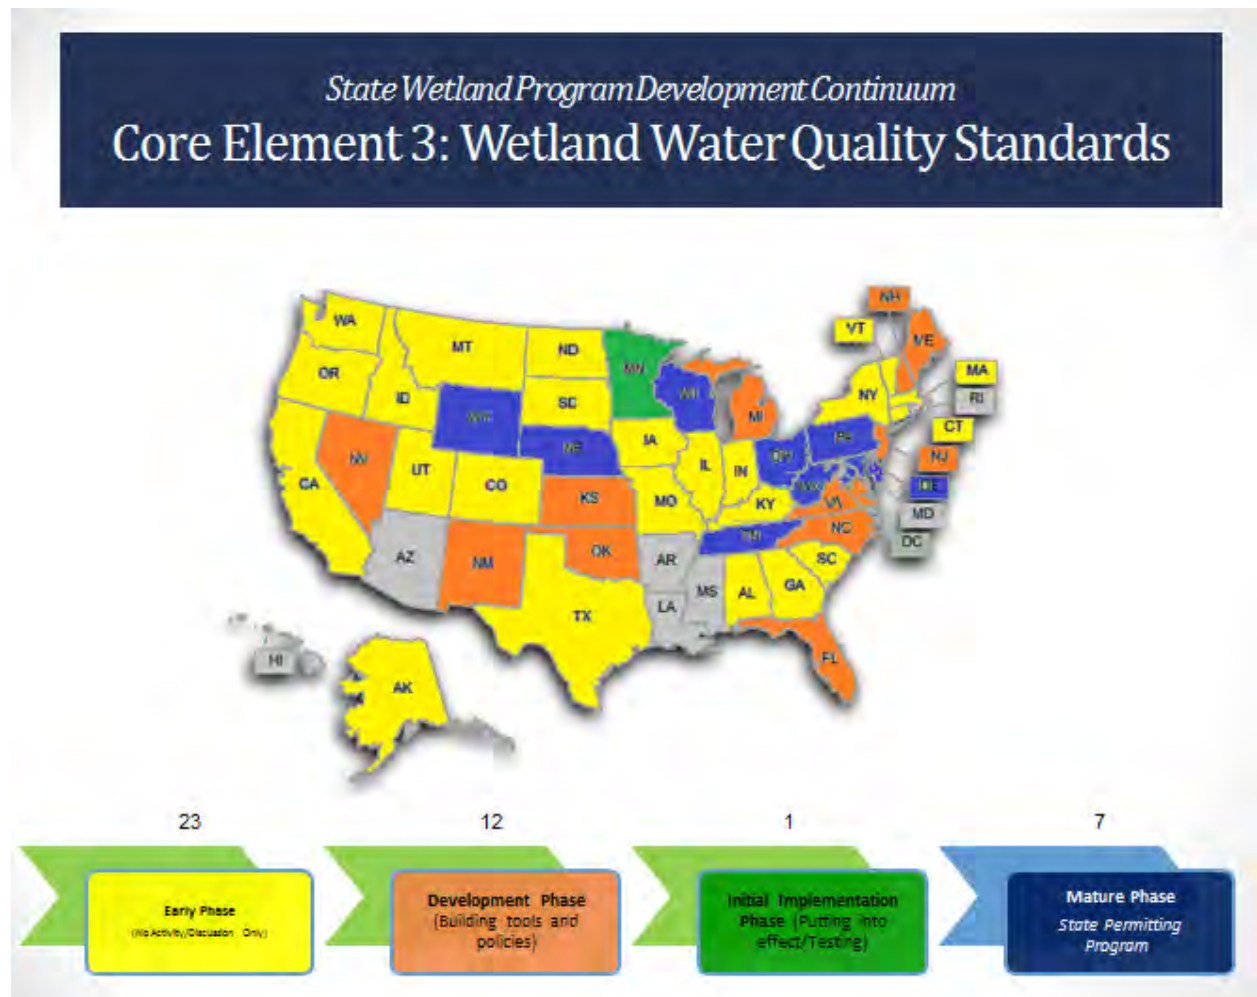 State Wetland Program Development Continuum
Core Element 3: Wetland Water Quality Standards
NH
WA
VT
ME
MT
ND
MN
OR
MA
ID
SD
WY
WI
NY
RI
MI
CT
IA
PA
NV
NE
NJ
UT
IL
IN
OH
CA
CO
WV
DE
KS
MO
KY
VA
MD
NC
TN
DC
AZ
NM
OK
AR
SC
MS
AL
GA
LA
TX
HI
FL
AK
23
12
1
7
Early Phase
(No Activity/Discussion Only)
Development Phase
(Building tools and
policies)
Initial Implementation
Phase (Putting into
effect/Testing)
Mature Phase
State Permitting
Program